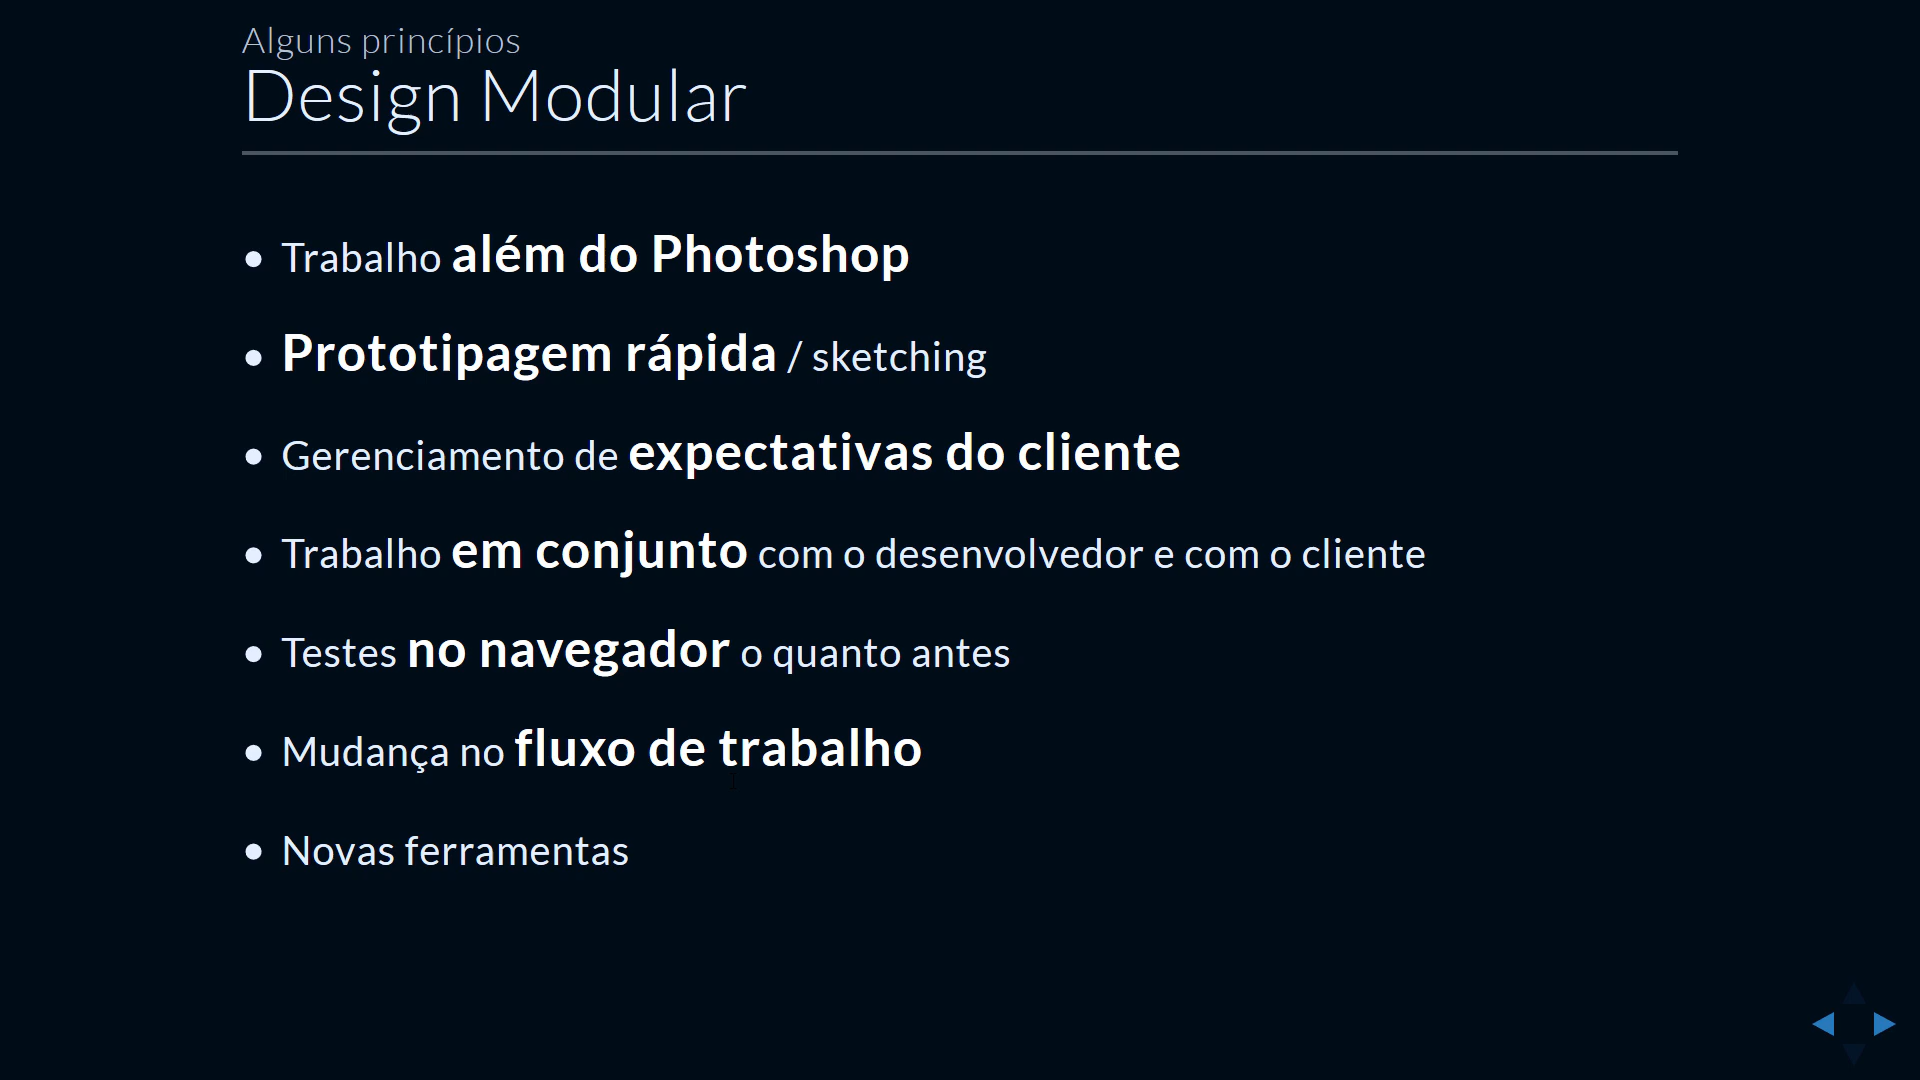 Alguns princípios
Design Modular
• Trabalho além do Photoshop
• Prototipagem rápida / sketching
• Gerenciamento de expectativas do cliente
• Trabalho em conjunto com o desenvolvedor e com o cliente
• Testes no navegador o quanto antes
• Mudança no fluxo de trabalho
• Novas ferramentas